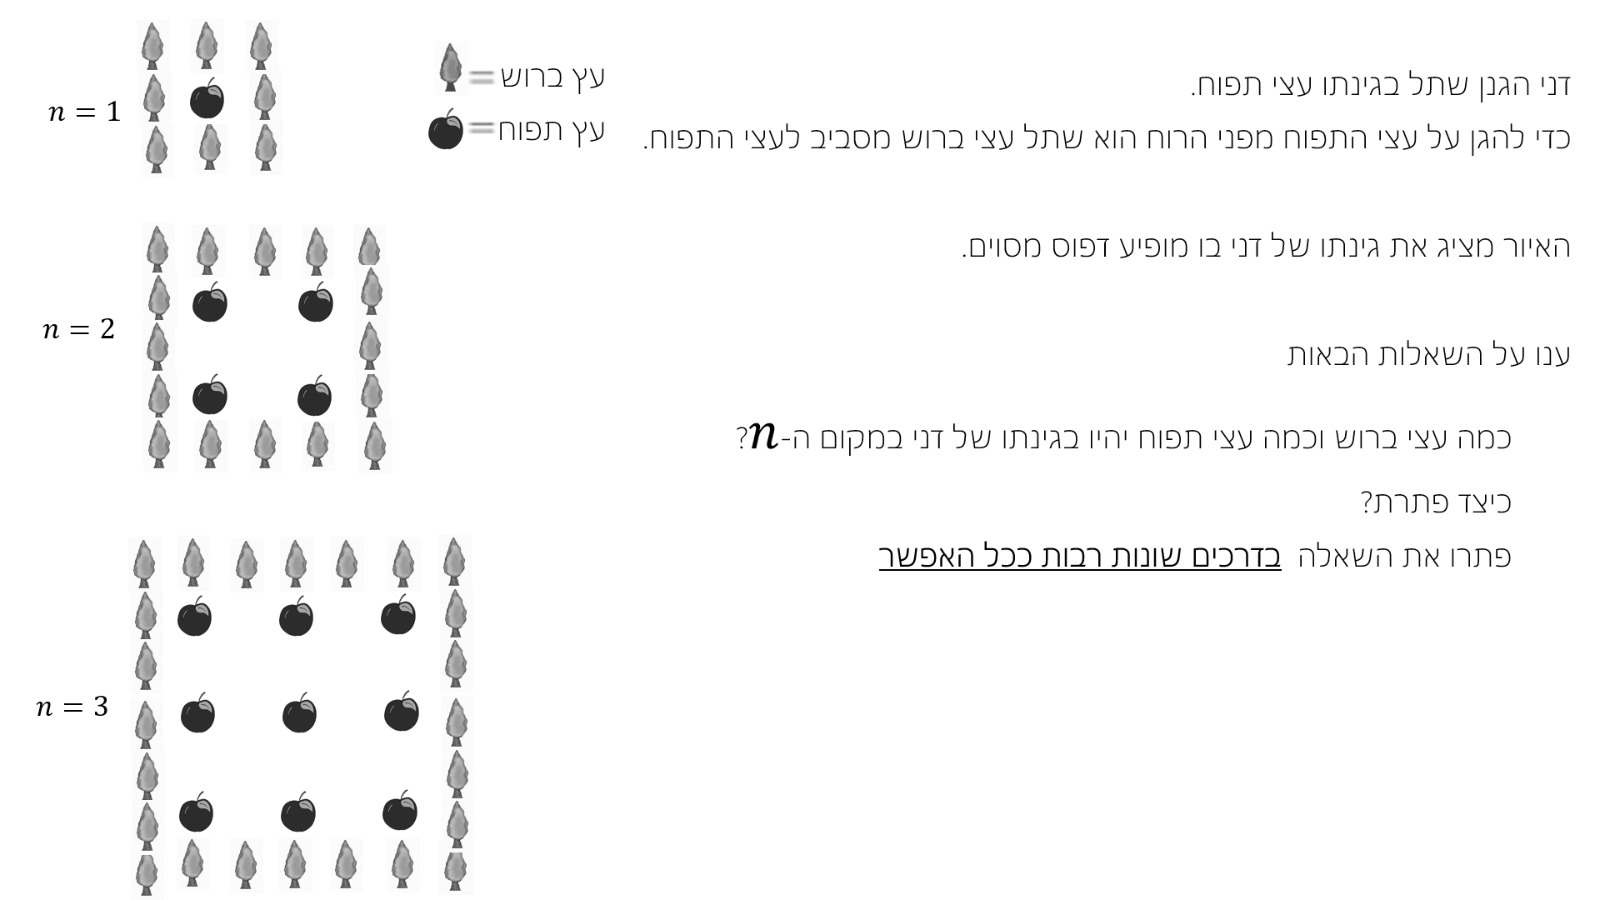 דני הגנן שתל בגינתו עצי תפוח.
כדי להגן על עצי התפוח מפני הרוח הוא שתל עצי ברוש מסביב לעצי התפוח.
האיור מציג את גינתו של דני בו מופיע דפוס מסוים.
ענו על השאלות הבאות
כמה עצי ברוש וכמה עצי תפוח יהיו בגינתו של דני במקום ה-n?
כיצד פתרת?
פתרו את השאלה בדרכים שונות רבות ככל האפשר
= עץ ברוש
= עץ תפוח
n = 1
n = 2
n = 3